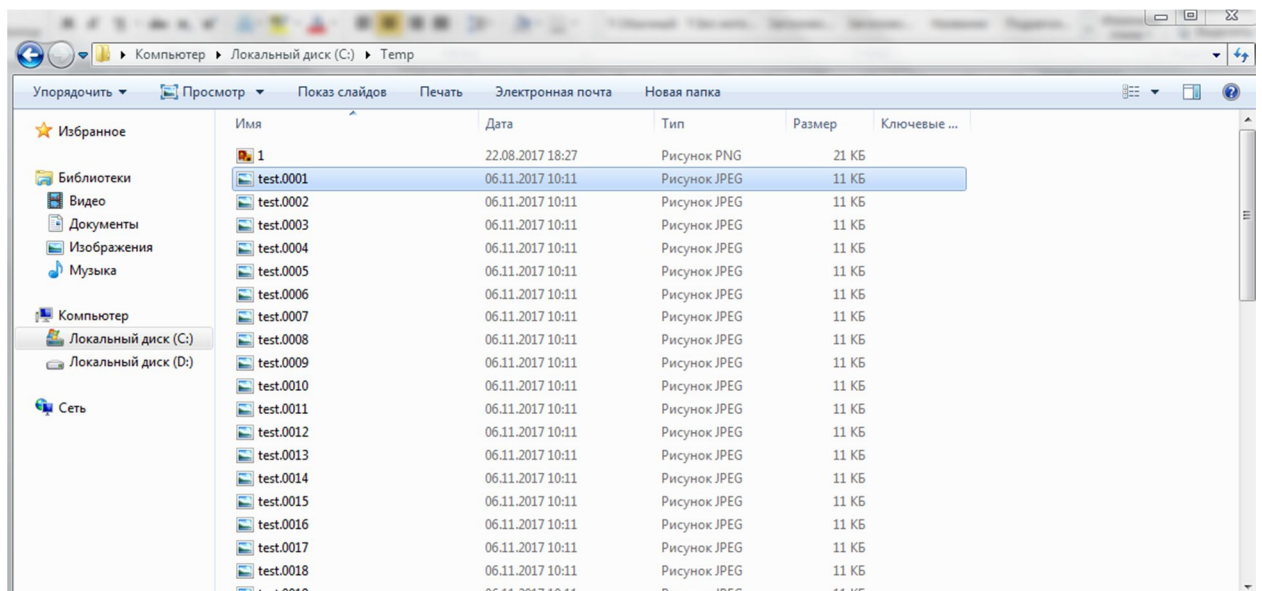 Компьютер Локальный диск (C:) Temp
Упорядочить Просмотр Показ слайдов Печать Электронная почта Новая папка
Избранное
Библиотеки
Видео
Документы
Изображения
Музыка
Компьютер
Локальный диск (C:)
Локальный диск (D:)
Сеть
Имя Дата Тип Размер Ключевые ...
1 22.08.2017 18:27 Рисунок PNG 21 КБ
test.0001 06.11.2017 10:11 Рисунок JPEG 11 КБ
test.0002 06.11.2017 10:11 Рисунок JPEG 11 КБ
test.0003 06.11.2017 10:11 Рисунок JPEG 11 КБ
test.0004 06.11.2017 10:11 Рисунок JPEG 11 КБ
test.0005 06.11.2017 10:11 Рисунок JPEG 11 КБ
test.0006 06.11.2017 10:11 Рисунок JPEG 11 КБ
test.0007 06.11.2017 10:11 Рисунок JPEG 11 КБ
test.0008 06.11.2017 10:11 Рисунок JPEG 11 КБ
test.0009 06.11.2017 10:11 Рисунок JPEG 11 КБ
test.0010 06.11.2017 10:11 Рисунок JPEG 11 КБ
test.0011 06.11.2017 10:11 Рисунок JPEG 11 КБ
test.0012 06.11.2017 10:11 Рисунок JPEG 11 КБ
test.0013 06.11.2017 10:11 Рисунок JPEG 11 КБ
test.0014 06.11.2017 10:11 Рисунок JPEG 11 КБ
test.0015 06.11.2017 10:11 Рисунок JPEG 11 КБ
test.0016 06.11.2017 10:11 Рисунок JPEG 11 КБ
test.0017 06.11.2017 10:11 Рисунок JPEG 11 КБ
test.0018 06.11.2017 10:11 Рисунок JPEG 11 КБ